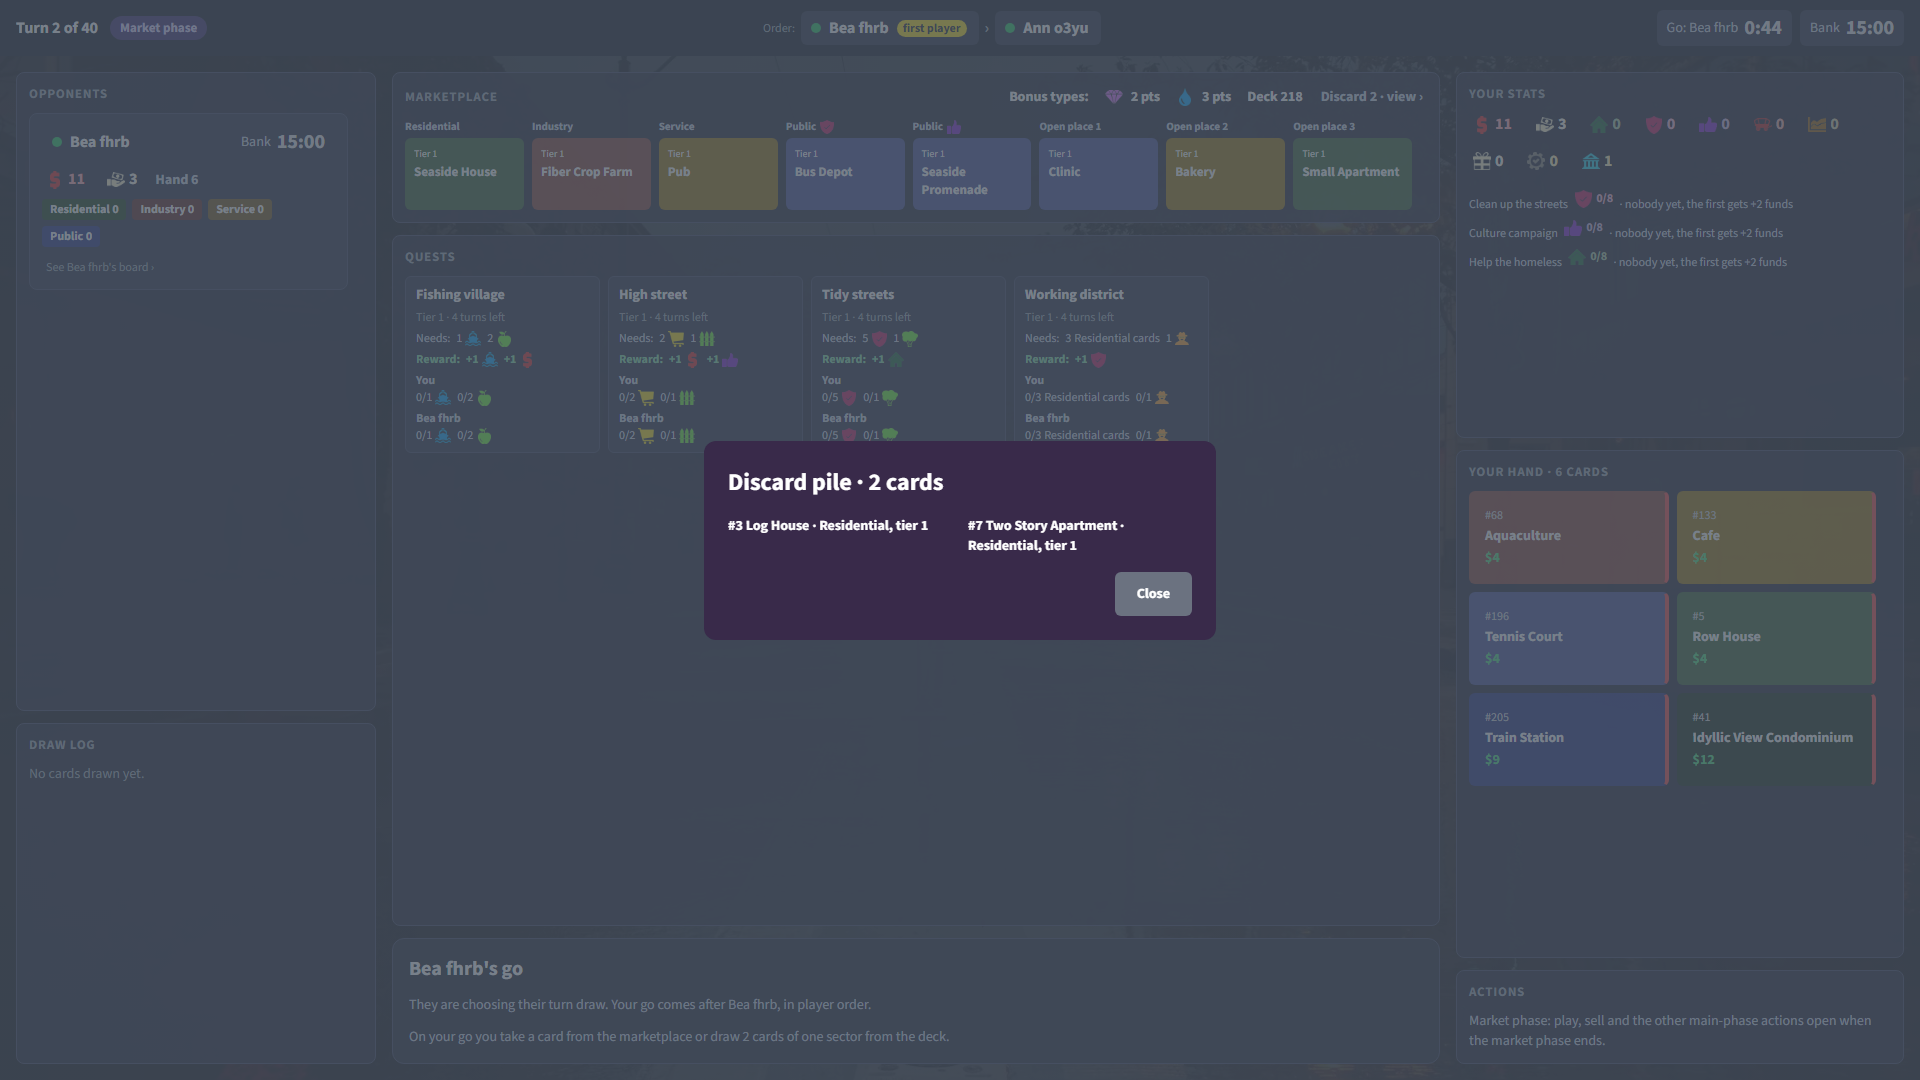 Turn 2 of 40
Market phase
Order:
Bea fhrb
first player
›
Ann o3yu
Go: Bea fhrb 0:44
Bank 15:00
OPPONENTS
Bea fhrb
Bank 15:00
11
3
Hand 6
Residential 0
Industry 0
Service 0
Public 0
See Bea fhrb's board ›
DRAW LOG
No cards drawn yet.
MARKETPLACE
Bonus types:
2 pts
3 pts
Deck 218
Discard 2 · view ›
Residential
Tier 1
Seaside House
Industry
Tier 1
Fiber Crop Farm
Service
Tier 1
Pub
Public
Tier 1
Bus Depot
Public
Tier 1
Seaside
Promenade
Open place 1
Tier 1
Clinic
Open place 2
Tier 1
Bakery
Open place 3
Tier 1
Small Apartment
QUESTS
Fishing village
Tier 1 · 4 turns left
Needs: 1 2
Reward: +1 +1
You
0/1 0/2
Bea fhrb
0/1 0/2
High street
Tier 1 · 4 turns left
Needs: 2 1
Reward: +1 +1
You
0/2 0/1
Bea fhrb
0/2 0/1
Tidy streets
Tier 1 · 4 turns left
Needs: 5 1
Reward: +1
You
0/5 0/1
Bea fhrb
0/5 0/1
Working district
Tier 1 · 4 turns left
Needs: 3 Residential cards 1
Reward: +1
You
0/3 Residential cards 0/1
Bea fhrb
0/3 Residential cards 0/1
Discard pile · 2 cards
#3 Log House · Residential, tier 1
#7 Two Story Apartment ·
Residential, tier 1
Close
Bea fhrb's go
They are choosing their turn draw. Your go comes after Bea fhrb, in player order.
On your go you take a card from the marketplace or draw 2 cards of one sector from the deck.
YOUR STATS
11 3 0 0 0 0 0
0 0 1
Clean up the streets 0/8 · nobody yet, the first gets +2 funds
Culture campaign 0/8 · nobody yet, the first gets +2 funds
Help the homeless 0/8 · nobody yet, the first gets +2 funds
YOUR HAND · 6 CARDS
#68
Aquaculture
$4
#133
Cafe
$4
#196
Tennis Court
$4
#5
Row House
$4
#205
Train Station
$9
#41
Idyllic View Condominium
$12
ACTIONS
Market phase: play, sell and the other main-phase actions open when
the market phase ends.